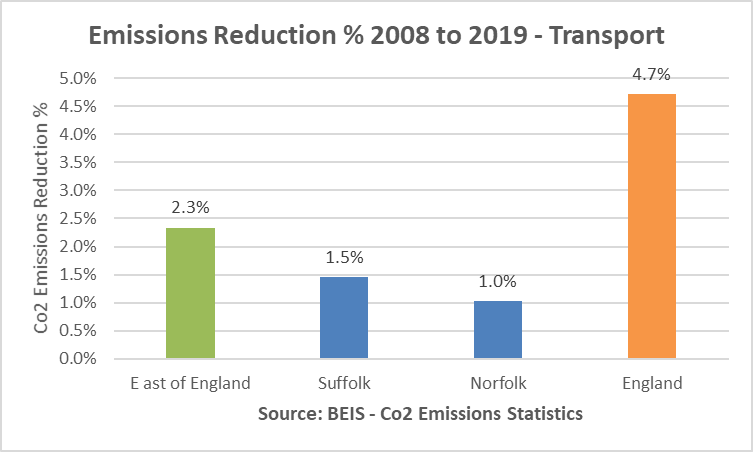 Emissions Reduction % 2008 to 2019 - Transport
Co2 Emissions Reduction %
5.0%
4.5%
4.0%
3.5%
3.0%
2.5%
2.0%
1.5%
1.0%
0.5%
0.0%
2.3%
1.5%
1.0%
4.7%
E ast of England
Suffolk
Norfolk
England
Source: BEIS - Co2 Emissions Statistics